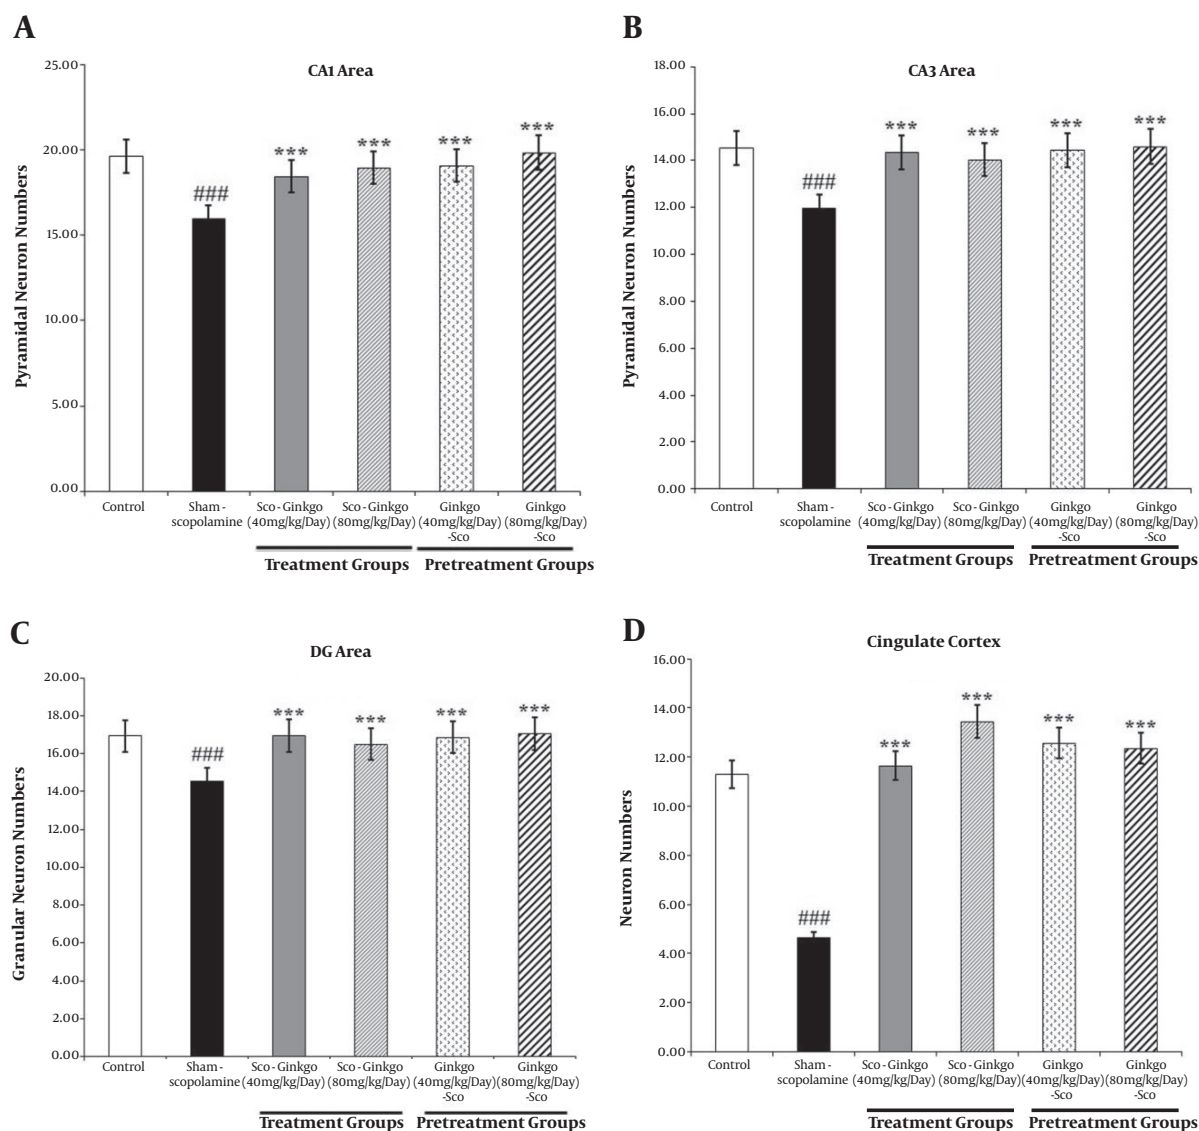 A
CA1 Area
Pyramidal Neuron Numbers
25.00
20.00
15.00
10.00
5.00
0.00
###
***
***
***
***
Control
Sham-
scopolamine
Sco-Ginkgo
(40mg/kg/Day)
Sco-Ginkgo
(80mg/kg/Day)
Ginkgo
(40mg/kg/Day)
-Sco
Ginkgo
(80mg/kg/Day)
-Sco
Treatment Groups
Pretreatment Groups
B
CA3 Area
Pyramidal Neuron Numbers
18.00
16.00
14.00
12.00
10.00
8.00
6.00
4.00
2.00
0.00
###
***
***
***
***
Control
Sham-
scopolamine
Sco-Ginkgo
(40mg/kg/Day)
Sco-Ginkgo
(80mg/kg/Day)
Ginkgo
(40mg/kg/Day)
-Sco
Ginkgo
(80mg/kg/Day)
-Sco
Treatment Groups
Pretreatment Groups
C
DG Area
Granular Neuron Numbers
20.00
18.00
16.00
14.00
12.00
10.00
8.00
6.00
4.00
2.00
0.00
###
***
***
***
***
Control
Sham-
scopolamine
Sco-Ginkgo
(40mg/kg/Day)
Sco-Ginkgo
(80mg/kg/Day)
Ginkgo
(40mg/kg/Day)
-Sco
Ginkgo
(80mg/kg/Day)
-Sco
Treatment Groups
Pretreatment Groups
D
Cingulate Cortex
Neuron Numbers
16.00
14.00
12.00
10.00
8.00
6.00
4.00
2.00
0.00
###
***
***
***
***
Control
Sham-
scopolamine
Sco-Ginkgo
(40mg/kg/Day)
Sco-Ginkgo
(80mg/kg/Day)
Ginkgo
(40mg/kg/Day)
-Sco
Ginkgo
(80mg/kg/Day)
-Sco
Treatment Groups
Pretreatment Groups